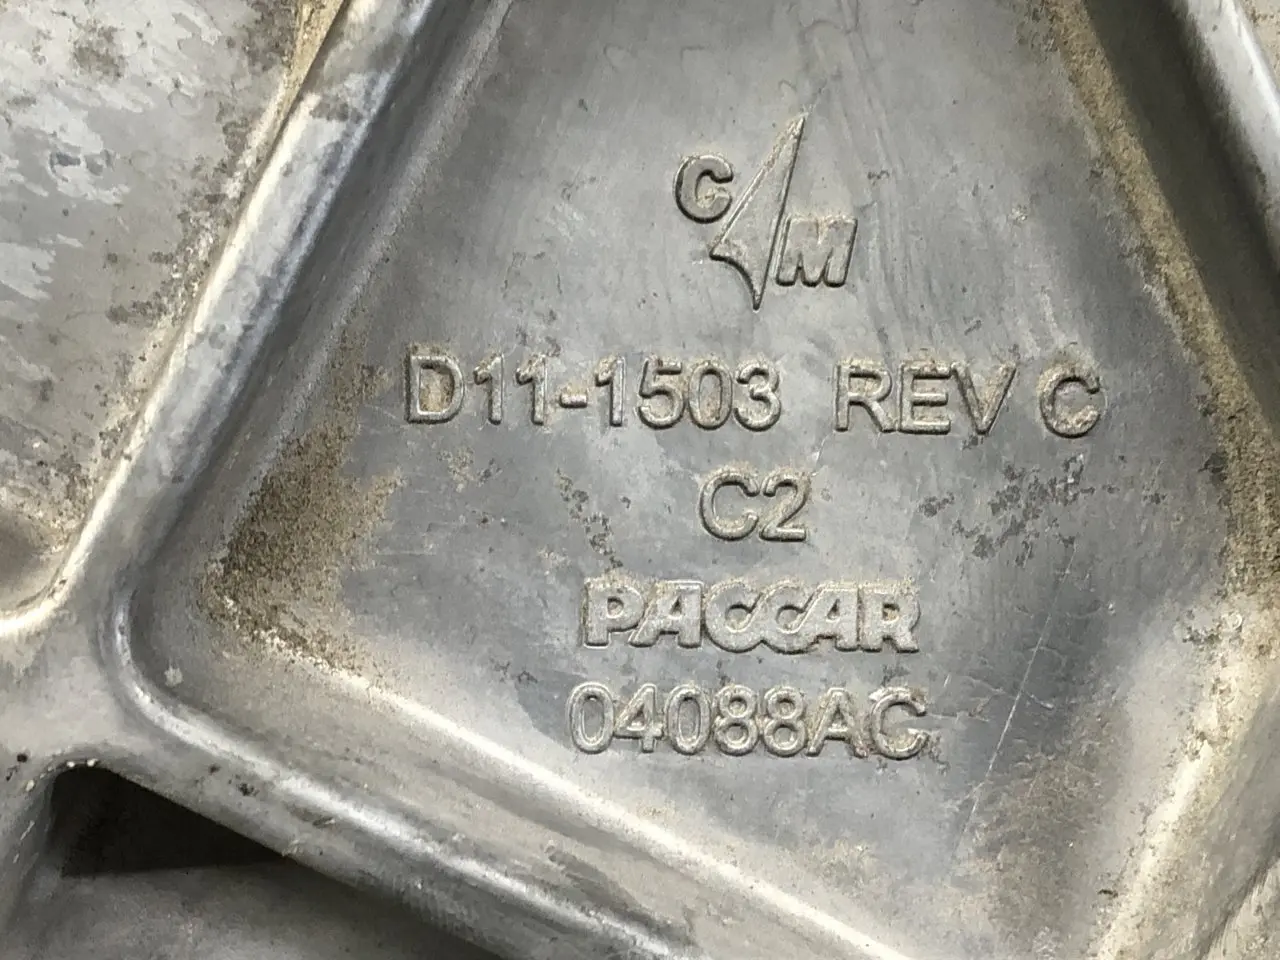 C M
D11-1503 REV C
C2
PACCAR
04088AC